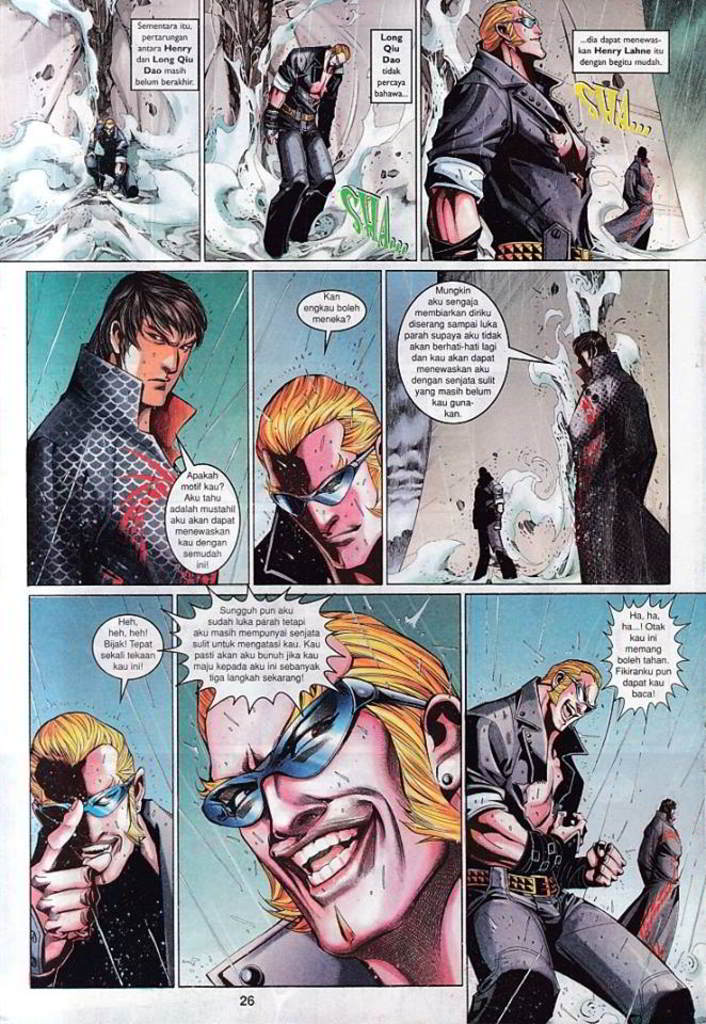 Sementara itu,
pertarungan
antara Henry
dan Long Qiu
Dao masih
belum berakhir.
Long
Qiu
Dao
tidak
percaya
bahawa...
SHA...
...dia dapat menewas-
kan Henry Lahne itu
dengan begitu mudah.
SHA...
Apakah
motif kau?
Aku tahu
adalah mustahil
aku akan dapat
menewaskan
kau dengan
semudah
ini!
Kan
engkau boleh
meneka?
Mungkin
aku sengaja
membiarkan diriku
diserang sampai luka
parah supaya aku tidak
akan berhati-hati lagi
dan kau akan dapat
menewaskan aku
dengan senjata sulit
yang masih belum
kau guna-
kan.
Heh,
heh, heh!
Bijak! Tepat
sekali tekaan
kau ini!
Sungguh pun aku
sudah luka parah tetapi
aku masih mempunyai senjata
sulit untuk mengatasi kau. Kau
pasti akan aku bunuh jika kau
maju kepada aku ini sebanyak
tiga langkah sekarang!
Ha, ha,
ha...! Otak
kau ini
memang
boleh tahan.
Fikiranku pun
dapat kau
baca!
26